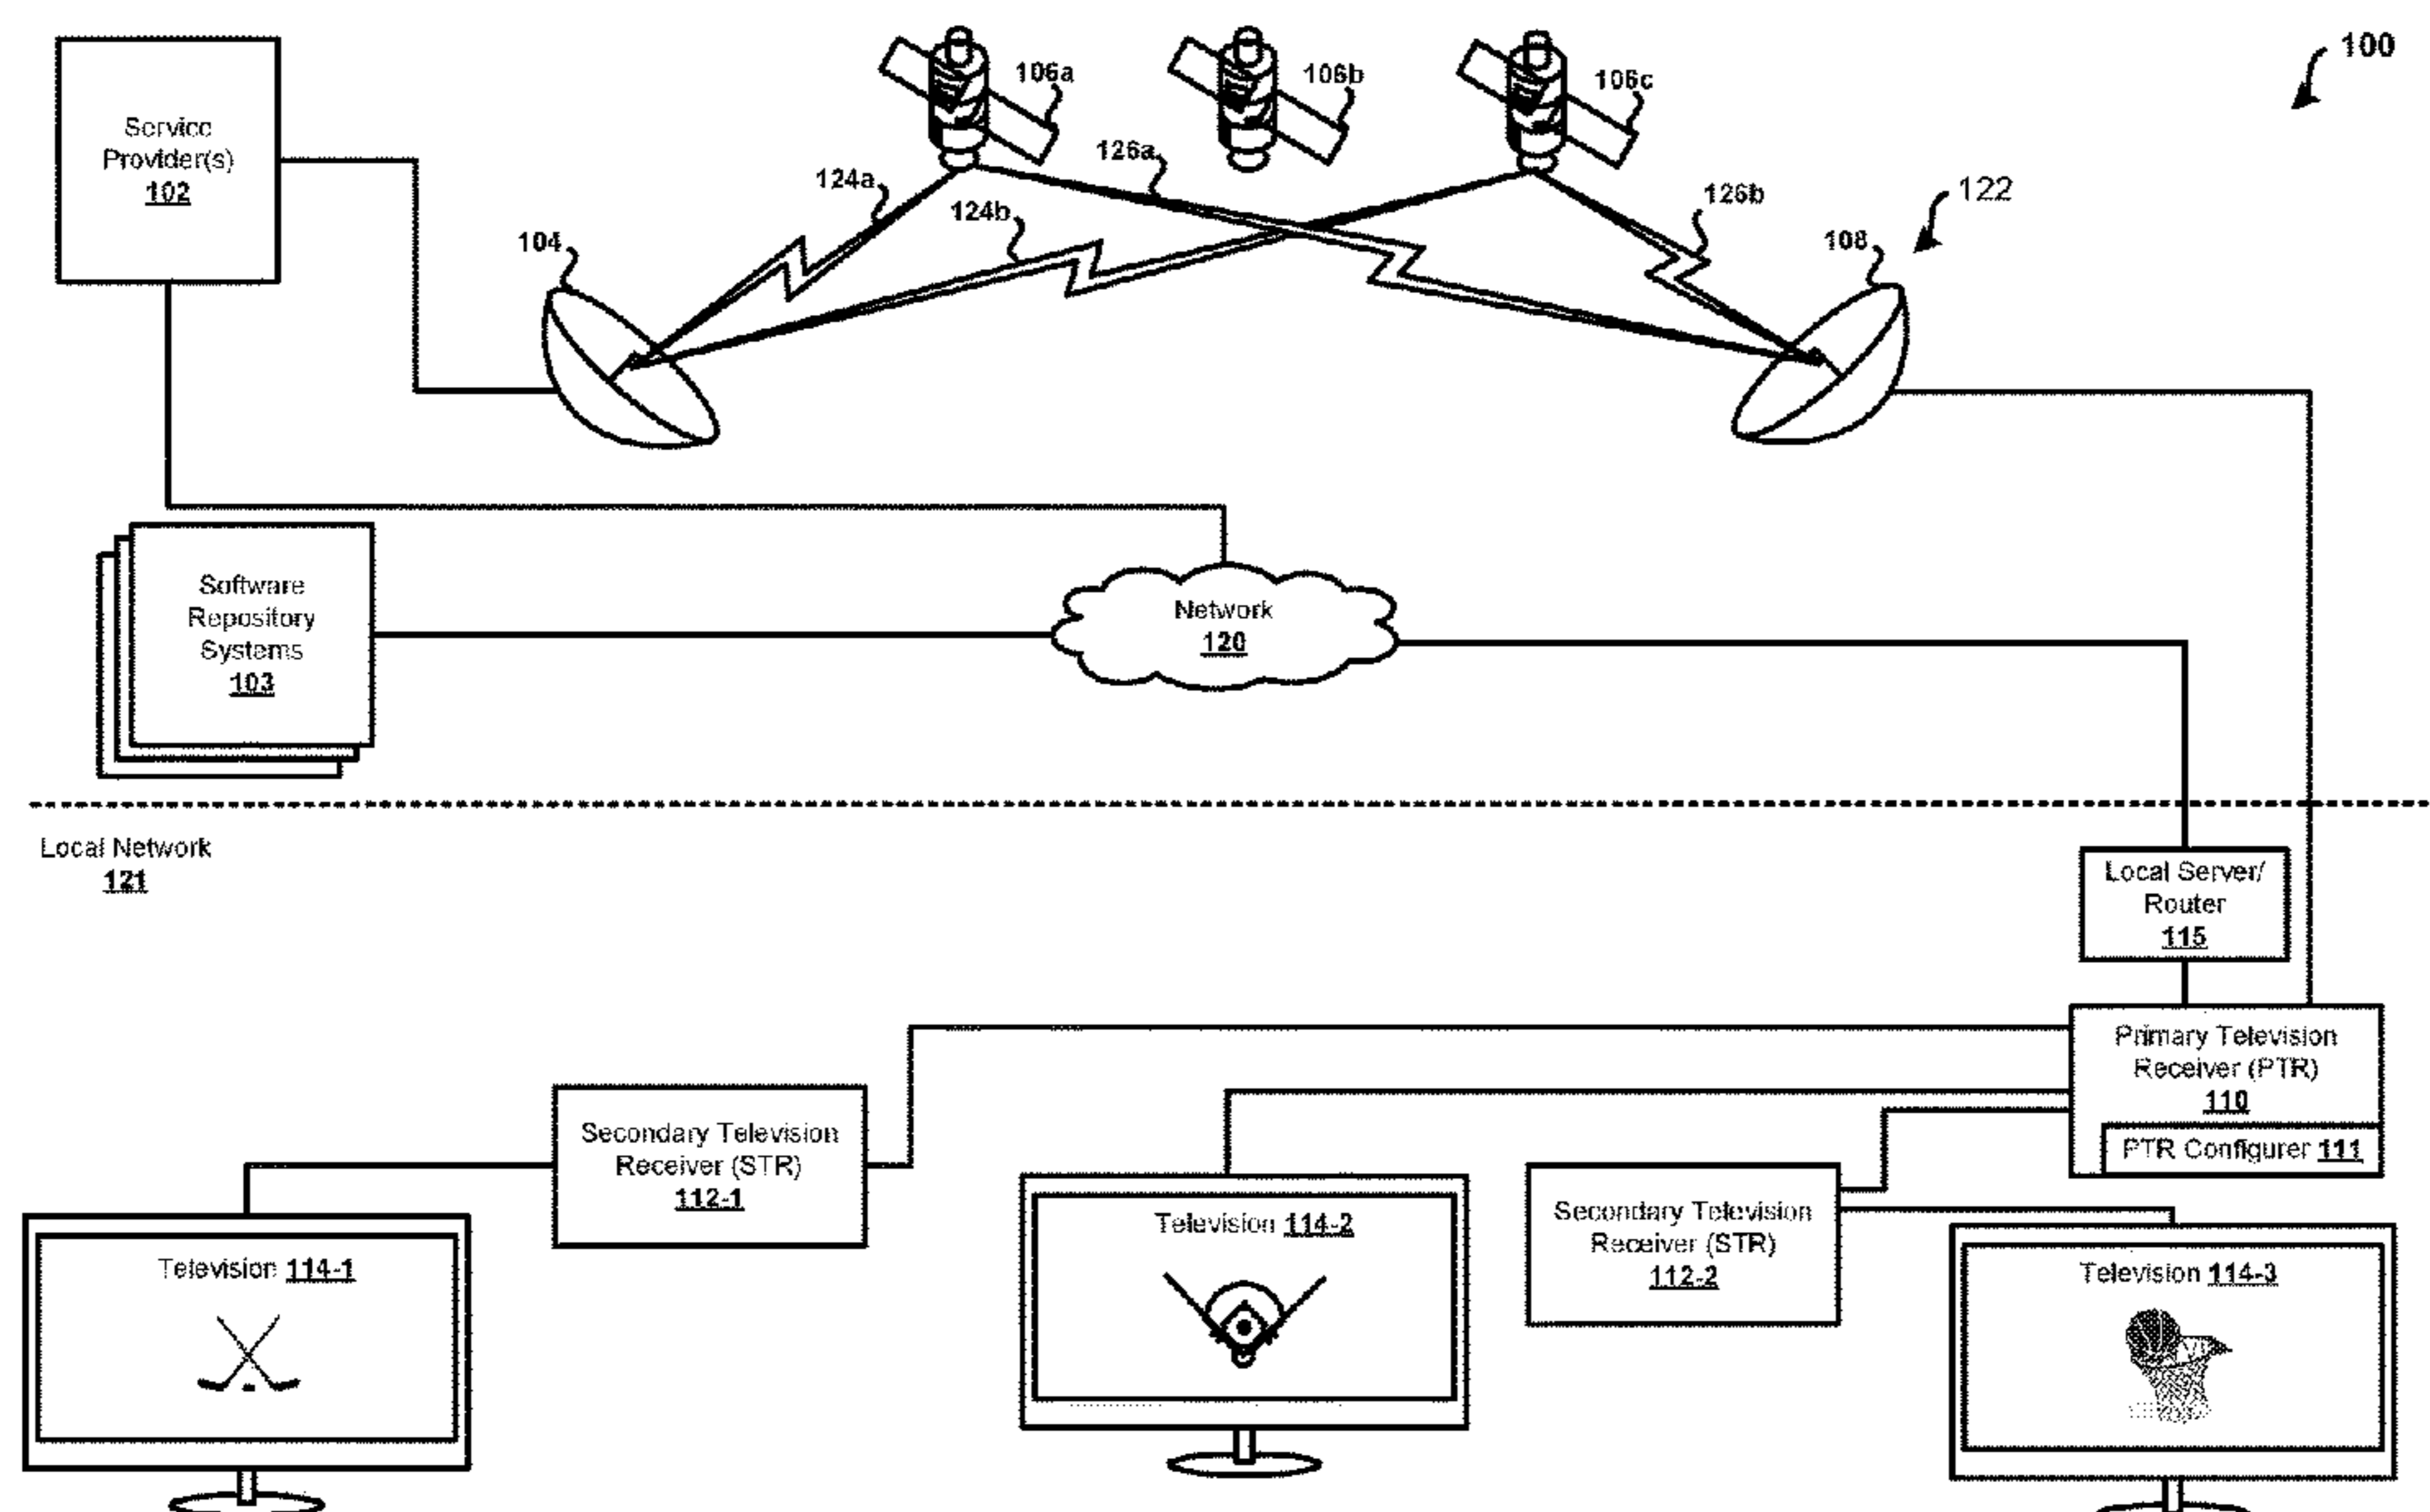 100
106a
106b
106c
Service
Provider(s)
102
126a
124a
124b
126b
122
104
108
Software
Repository
Systems
103
Network
120
Local Network
121
Local Server/
Router
115
Primary Television
Receiver (PTR)
110
PTR Configurer 111
Secondary Television
Receiver (STR)
112-1
Secondary Television
Receiver (STR)
112-2
Television 114-1
Television 114-2
Television 114-3